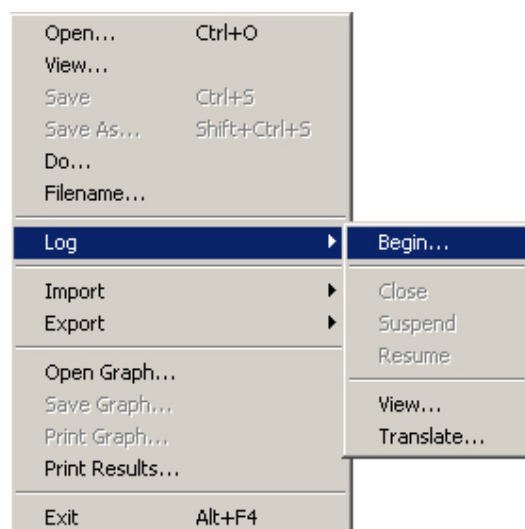 Open... Ctrl+O
View...
Save Ctrl+S
Save As... Shift+Ctrl+S
Do...
Filename...
Log
Import
Export
Open Graph...
Save Graph...
Print Graph...
Print Results...
Exit Alt+F4
Begin...
Close
Suspend
Resume
View...
Translate...